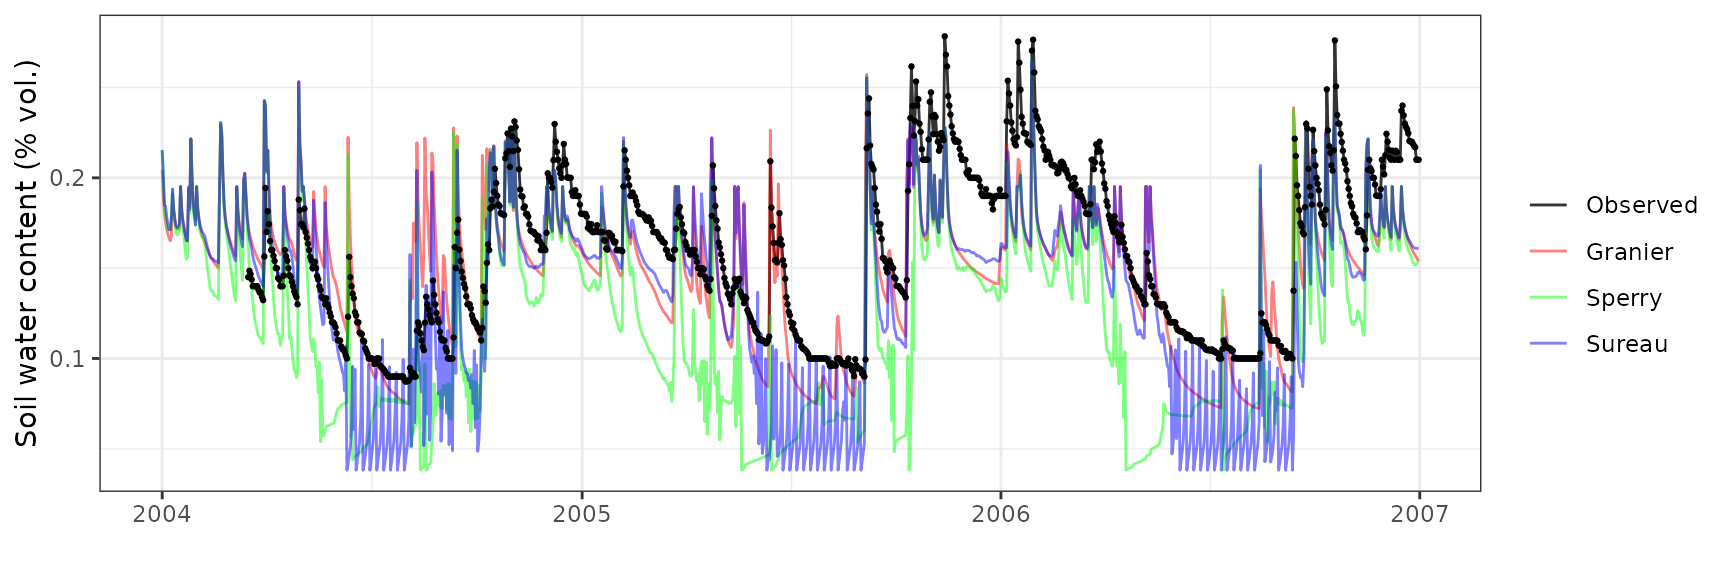 Soil water content (% vol.)
0.2
0.1
2004
2005
2006
2007
Observed
Granier
Sperry
Sureau